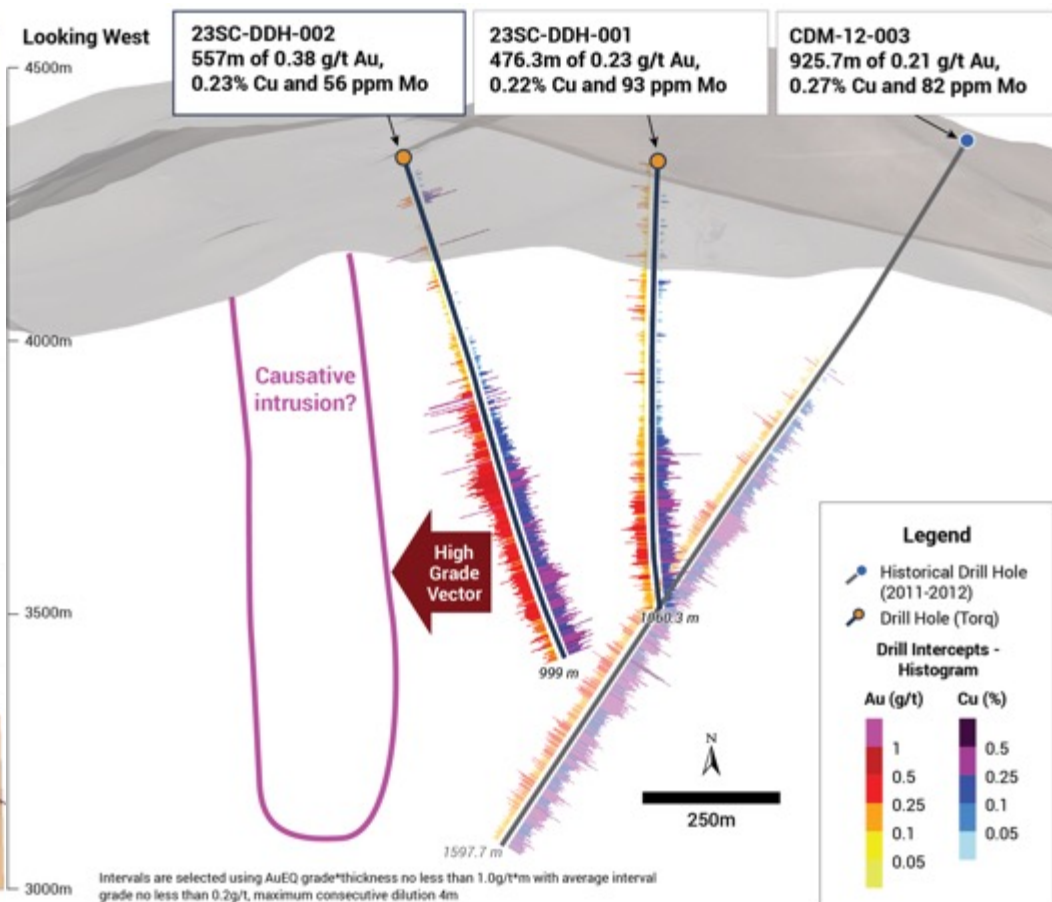 Looking West
23SC-DDH-002
557m of 0.38 g/t Au,
0.23% Cu and 56 ppm Mo
23SC-DDH-001
476.3m of 0.23 g/t Au,
0.22% Cu and 93 ppm Mo
CDM-12-003
925.7m of 0.21 g/t Au,
0.27% Cu and 82 ppm Mo
4500m
4000m
3500m
3000m
Causative
intrusion?
High
Grade
Vector
999 m
1060.3 m
1597.7 m
N
250m
Legend
Historical Drill Hole
(2011-2012)
Drill Hole (Torq)
Drill Intercepts -
Histogram
Au (g/t)
1
0.5
0.25
0.1
0.05
Cu (%)
0.5
0.25
0.1
0.05
Intervals are selected using AuEQ grade*thickness no less than 1.0g/t*m with average interval
grade no less than 0.2g/t, maximum consecutive dilution 4m